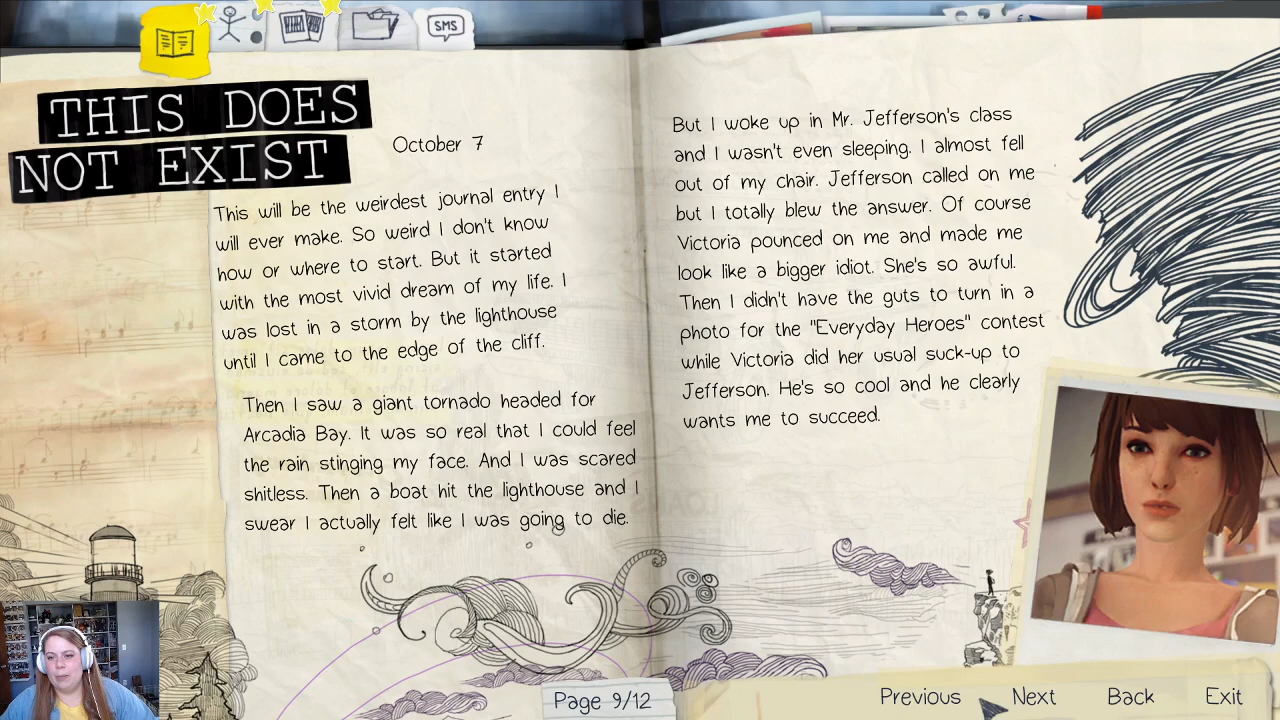 SMS
THIS DOES
NOT EXIST
October 7
This will be the weirdest journal entry I
will ever make. So weird I don't know
how or where to start. But it started
with the most vivid dream of my life. I
was lost in a storm by the lighthouse
until I came to the edge of the cliff.
Then I saw a giant tornado headed for
Arcadia Bay. It was so real that I could feel
the rain stinging my face. And I was scared
shitless. Then a boat hit the lighthouse and I
swear I actually felt like I was going to die.
But I woke up in Mr. Jefferson's class
and I wasn't even sleeping. I almost fell
out of my chair. Jefferson called on me
but I totally blew the answer. Of course
Victoria pounced on me and made me
look like a bigger idiot. She's so awful.
Then I didn't have the guts to turn in a
photo for the "Everyday Heroes" contest
while Victoria did her usual suck-up to
Jefferson. He's so cool and he clearly
wants me to succeed.
Page 9/12
Previous
Next
Back
Exit